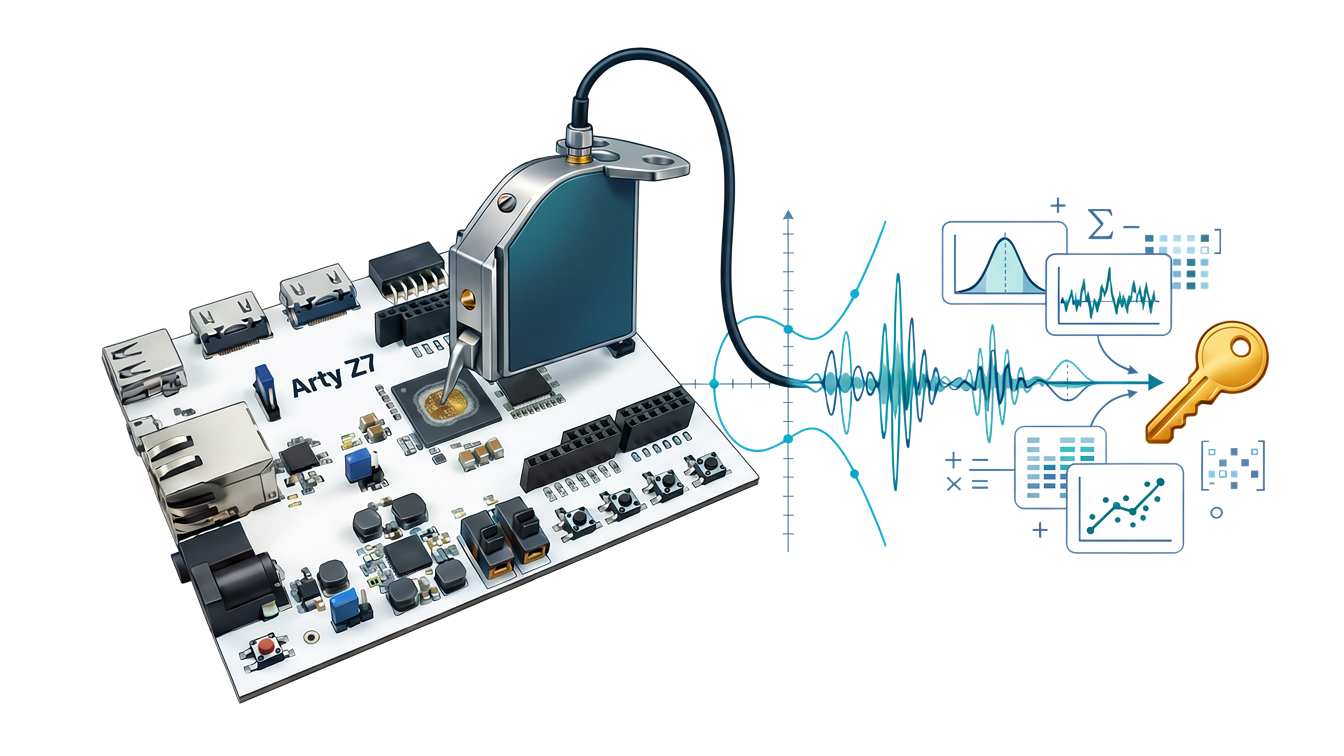 Arty Z7
+
Σ
−
+ −
× =
+